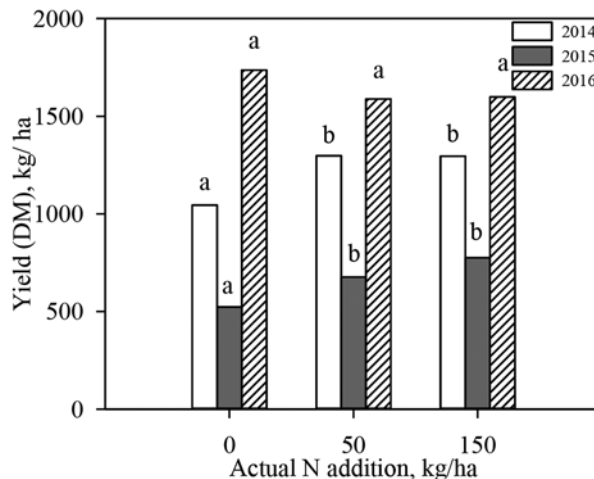 2000
1500
1000
500
0
Yield (DM), kg/ ha
a
a
a
b
b
a
b
b
a
2014
2015
2016
0
50
150
Actual N addition, kg/ha